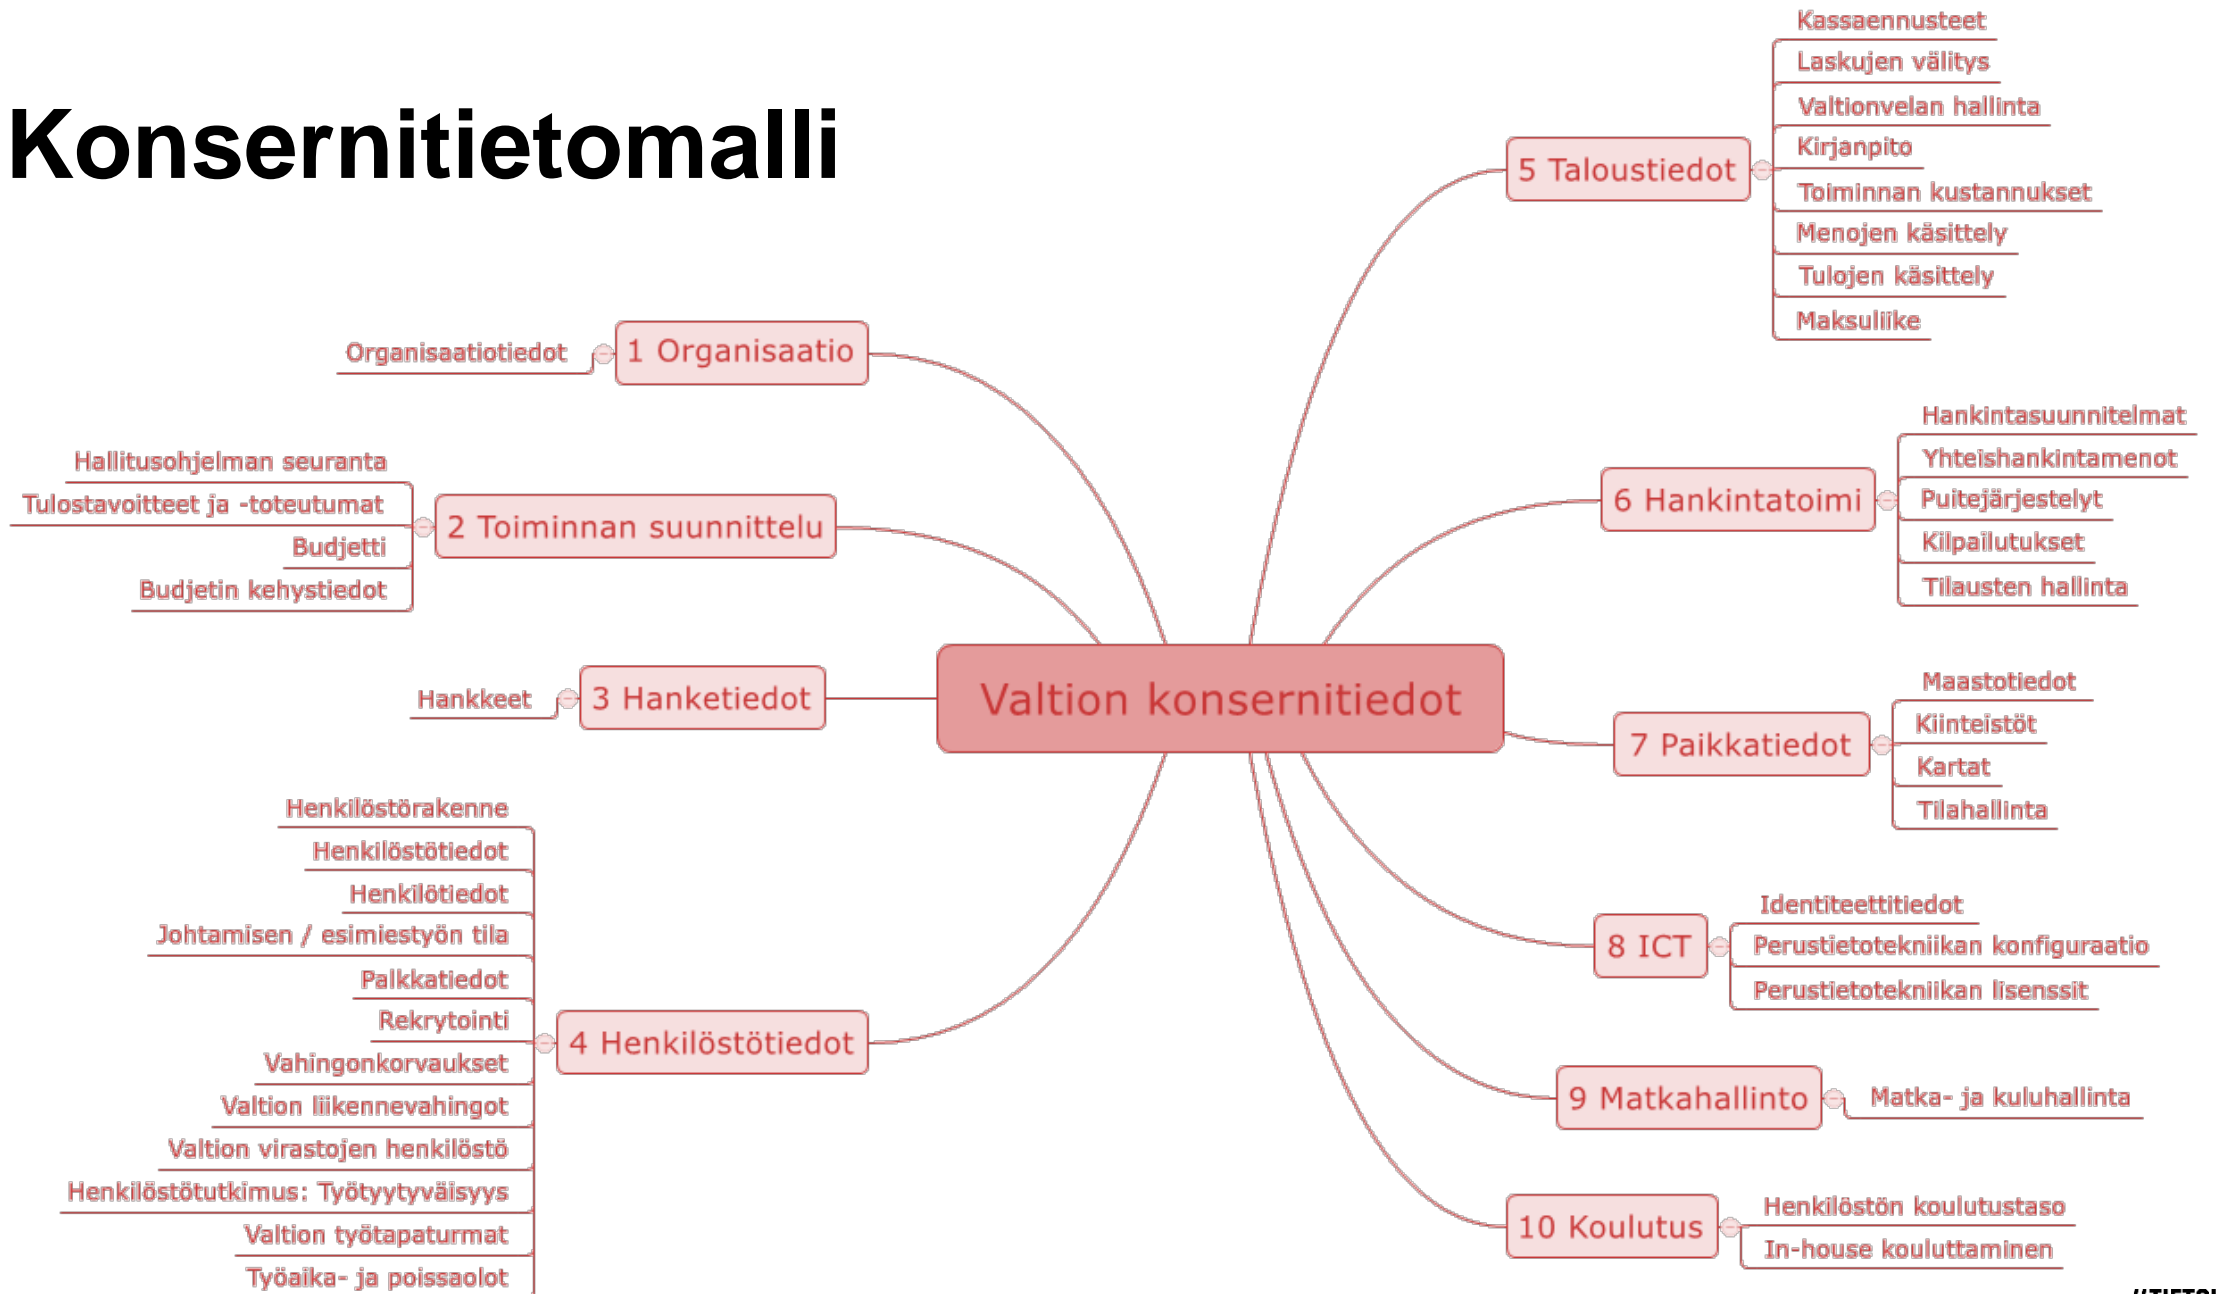 Konsernitietomalli
Valtion konsernitiedot
1 Organisaatio
Organisaatiotiedot
2 Toiminnan suunnittelu
Hallitusohjelman seuranta
Tulostavoitteet ja -toteutumat
Budjetti
Budjetin kehystiedot
3 Hanketiedot
Hankkeet
4 Henkilöstötiedot
Henkilöstörakenne
Henkilöstötiedot
Henkilötiedot
Johtamisen / esimiestyön tila
Palkkatiedot
Rekrytointi
Vahingonkorvaukset
Valtion liikennevahingot
Valtion virastojen henkilöstö
Henkilöstötutkimus: Työtyytyväisyys
Valtion työtapaturmat
Työaika- ja poissaolot
5 Taloustiedot
Kassaennusteet
Laskujen välitys
Valtionvelan hallinta
Kirjanpito
Toiminnan kustannukset
Menojen käsittely
Tulojen käsittely
Maksuliike
6 Hankintatoimi
Hankintasuunnitelmat
Yhteishankintamenot
Puitejärjestelyt
Kilpailutukset
Tilausten hallinta
7 Paikkatiedot
Maastotiedot
Kiinteistöt
Kartat
Tilahallinta
8 ICT
Identiteettitiedot
Perustietotekniikan konfiguraatio
Perustietotekniikan lisenssit
9 Matkahallinto
Matka- ja kuluhallinta
10 Koulutus
Henkilöstön koulutustaso
In-house kouluttaminen